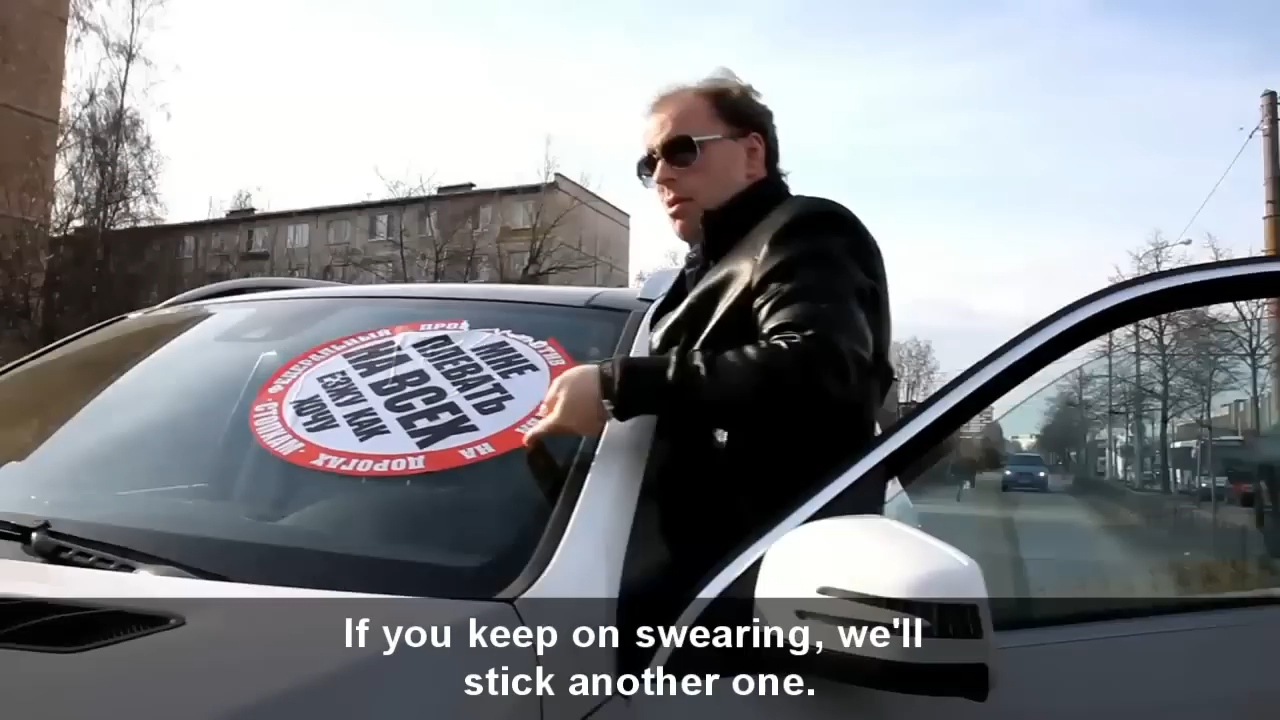 ФЕДЕРАЛЬНЫЙ
МНЕ
ПЛЕВАТЬ
НА ВСЕХ
ЕЗЖУ КАК
ХОЧУ
НА
ДОРОГАХ
If you keep on swearing, we'll
stick another one.